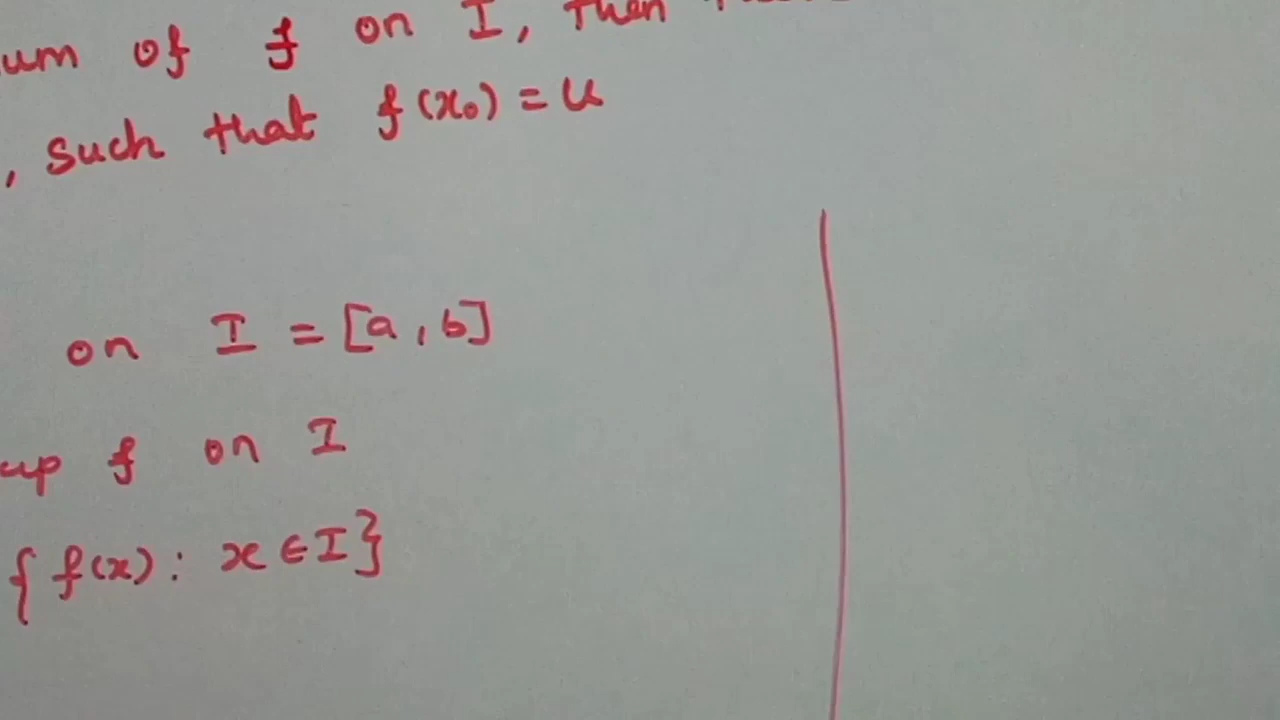 um of f on I, Then
, such that f(x₀) = u
on I = [a, b]
up f on I
{f(x) : x ∈ I}